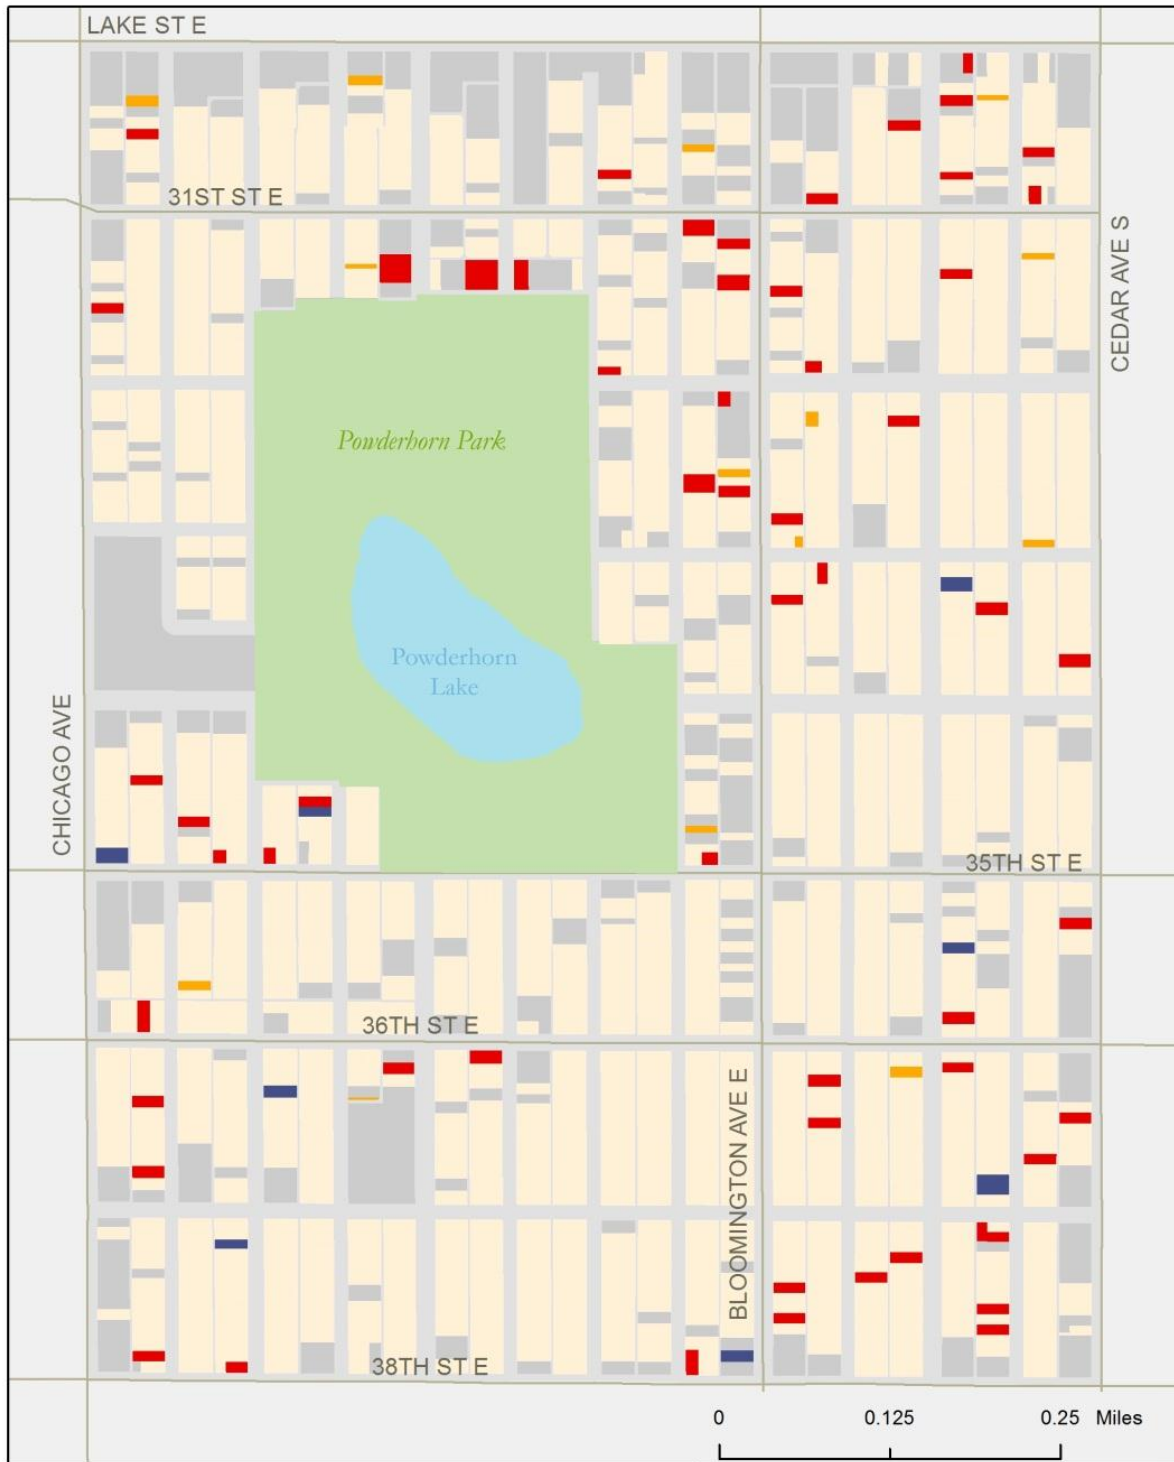 LAKE ST E
31ST ST E
CEDAR AVE S
Powderhorn Park
Powderhorn
Lake
CHICAGO AVE
35TH ST E
36TH ST E
BLOOMINGTON AVE E
38TH ST E
0 0.125 0.25 Miles